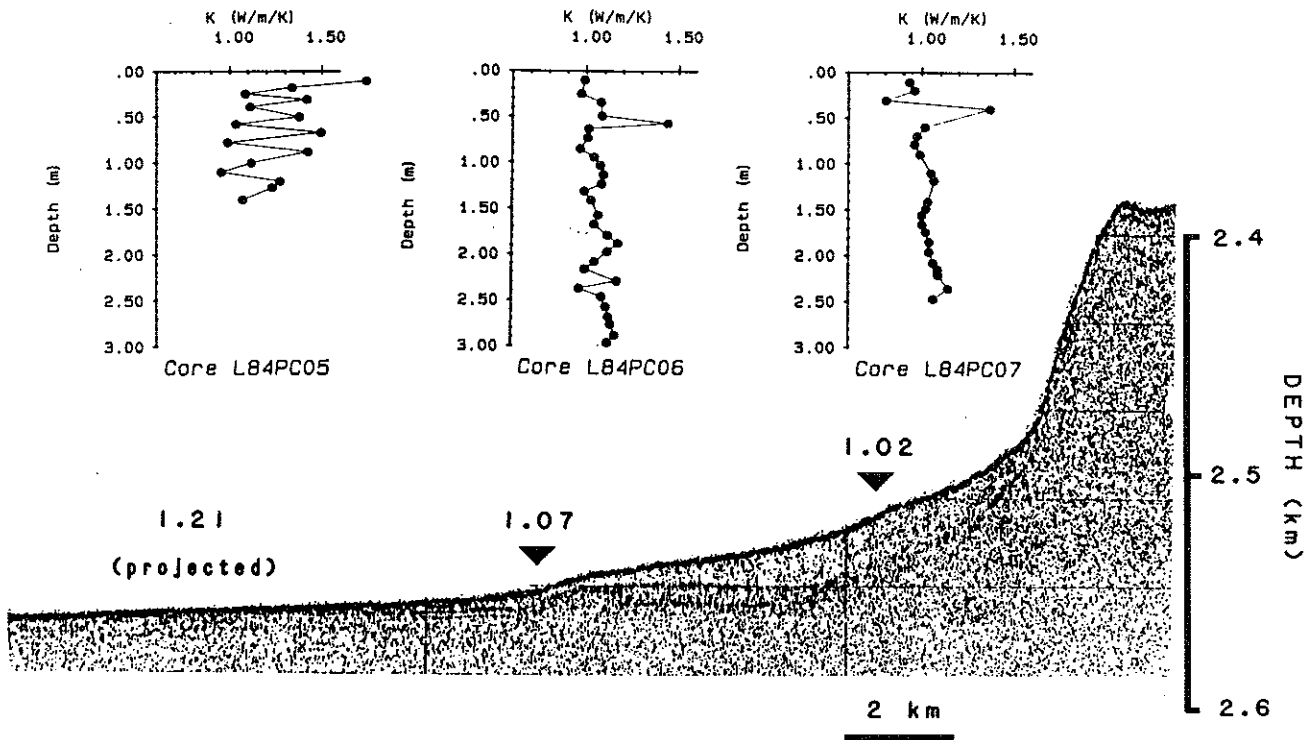 K (W/m/K)
1.00 1.50
.00
.50
1.00
1.50
2.00
2.50
3.00
Depth (m)
Core L84PC05
K (W/m/K)
1.00 1.50
.00
.50
1.00
1.50
2.00
2.50
3.00
Depth (m)
Core L84PC06
K (W/m/K)
1.00 1.50
.00
.50
1.00
1.50
2.00
2.50
3.00
Depth (m)
Core L84PC07
1.21
(projected)
1.07
1.02
2.4
2.5
2.6
DEPTH (km)
2 km